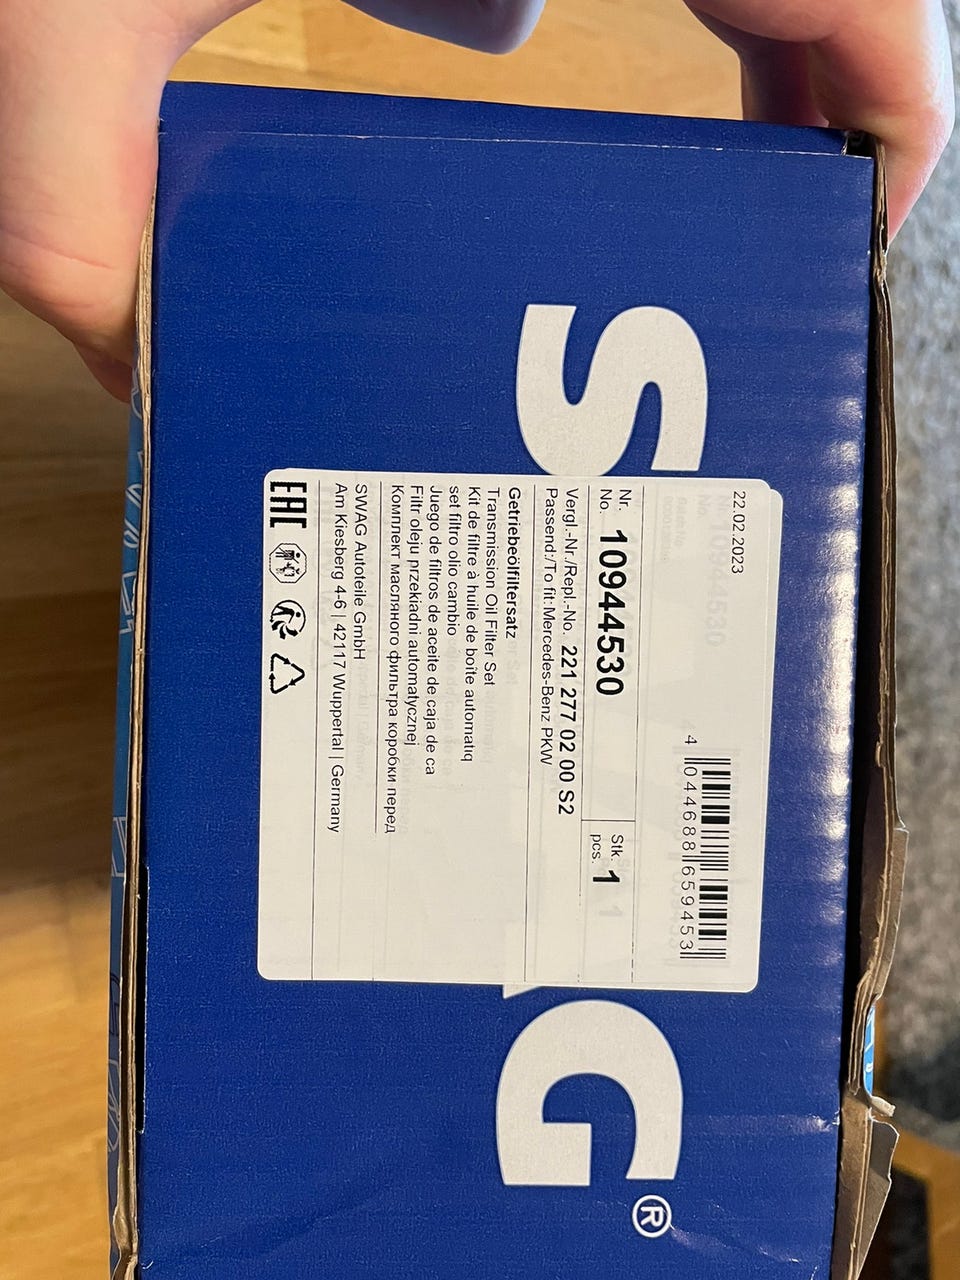 SWAG®
22.02.2023
4 044688 659453
Nr.
No. 10944530
Stk.
pcs. 1
Vergl.-Nr./Repl.-No. 221 277 02 00 S2
Passend:/To fit:Mercedes-Benz PKW
Getriebeölfiltersatz
Transmission Oil Filter Set
Kit de filtre à huile de boîte automatiq
set filtro olio cambio
Juego de filtros de aceite de caja de ca
Filtr oleju przekładni automatycznej
Комплект масляного фильтра коробки перед
SWAG Autoteile GmbH
Am Kiesberg 4-6 | 42117 Wuppertal | Germany
EAC